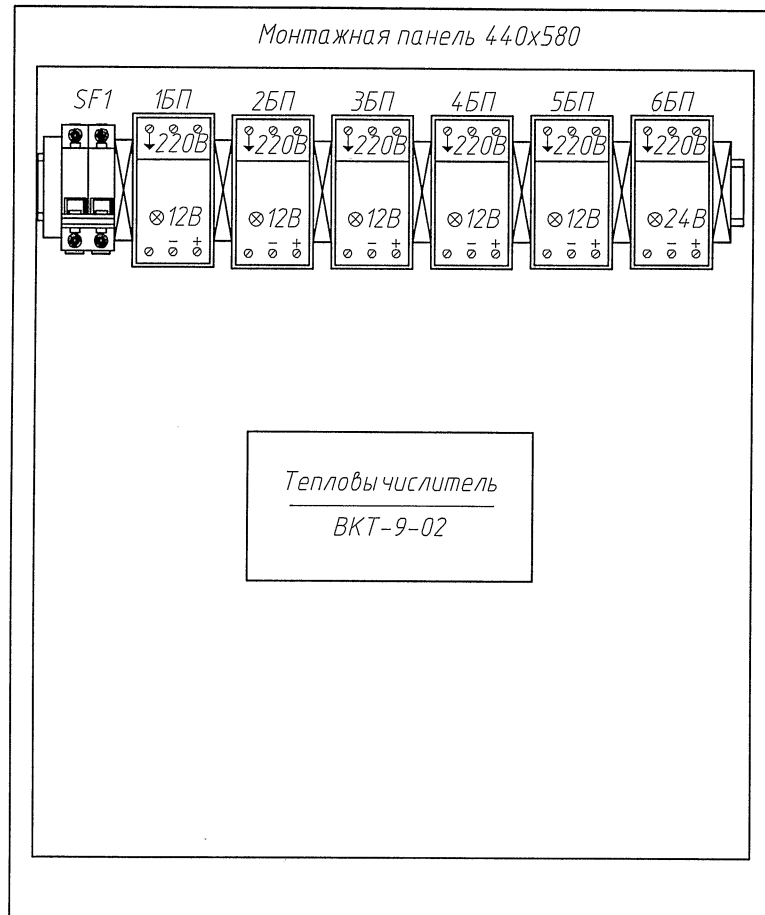 Монтажная панель 440х580
SF1 1БП 2БП 3БП 4БП 5БП 6БП
220В 220В 220В 220В 220В 220В
12В 12В 12В 12В 12В 24В
- + - + - + - + - + - +
Тепловычислитель
ВКТ-9-02